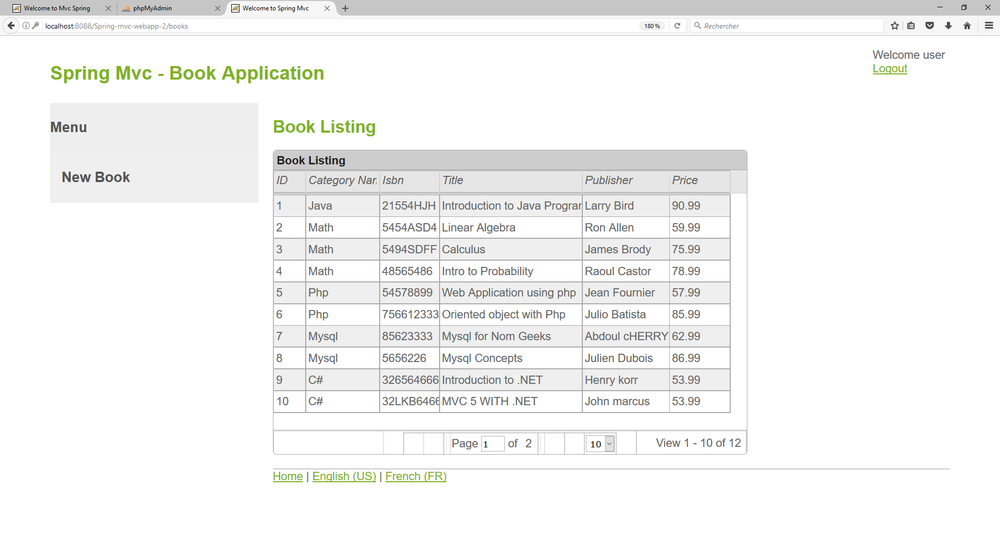 Welcome to Mvc Spring
phpMyAdmin
Welcome to Spring Mvc
localhost:8088/Spring-mvc-webapp-2/books
180 %
Rechercher
Welcome user
Logout
Spring Mvc - Book Application
Menu
New Book
Book Listing
Book Listing
ID Category Nar Isbn Title Publisher Price
1 Java 21554HJH Introduction to Java Prograr Larry Bird 90.99
2 Math 5454ASD4 Linear Algebra Ron Allen 59.99
3 Math 5494SDFF Calculus James Brody 75.99
4 Math 48565486 Intro to Probability Raoul Castor 78.99
5 Php 54578899 Web Application using php Jean Fournier 57.99
6 Php 756612333 Oriented object with Php Julio Batista 85.99
7 Mysql 85623333 Mysql for Nom Geeks Abdoul cHERRY 62.99
8 Mysql 5656226 Mysql Concepts Julien Dubois 86.99
9 C# 326564666 Introduction to .NET Henry korr 53.99
10 C# 32LKB6466 MVC 5 WITH .NET John marcus 53.99
Page 1 of 2 10 View 1 - 10 of 12
Home | English (US) | French (FR)